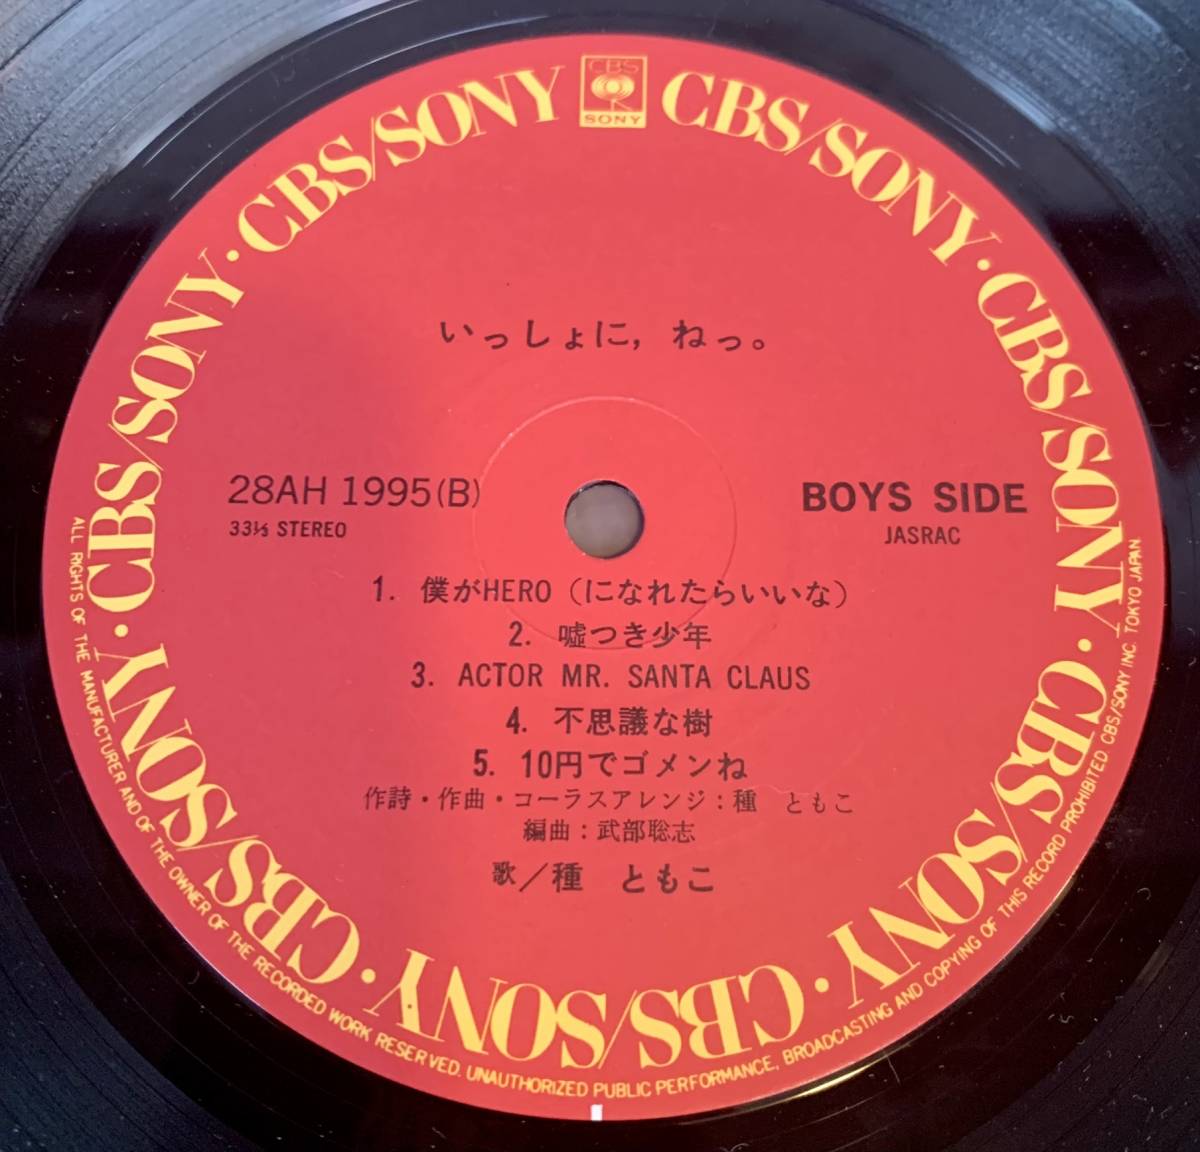 CBS/SONY · CBS/SONY · CBS/SONY · CBS/SONY · CBS/SONY · CBS/SONY · CBS/SONY · CBS/SONY · CBS/SONY
CBS
SONY
いっしょに，ねっ。
28AH 1995(B)
33⅓ STEREO
BOYS SIDE
JASRAC
1. 僕がHERO（になれたらいいな）
2. 嘘つき少年
3. ACTOR MR. SANTA CLAUS
4. 不思議な樹
5. 10円でゴメンね
作詩・作曲・コーラスアレンジ：種 ともこ
編曲：武部聡志
歌／種 ともこ
ALL RIGHTS OF THE MANUFACTURER AND OF THE OWNER OF THE RECORDED WORK RESERVED. UNAUTHORIZED PUBLIC PERFORMANCE, BROADCASTING AND COPYING OF THIS RECORD PROHIBITED CBS/SONY INC. TOKYO JAPAN.